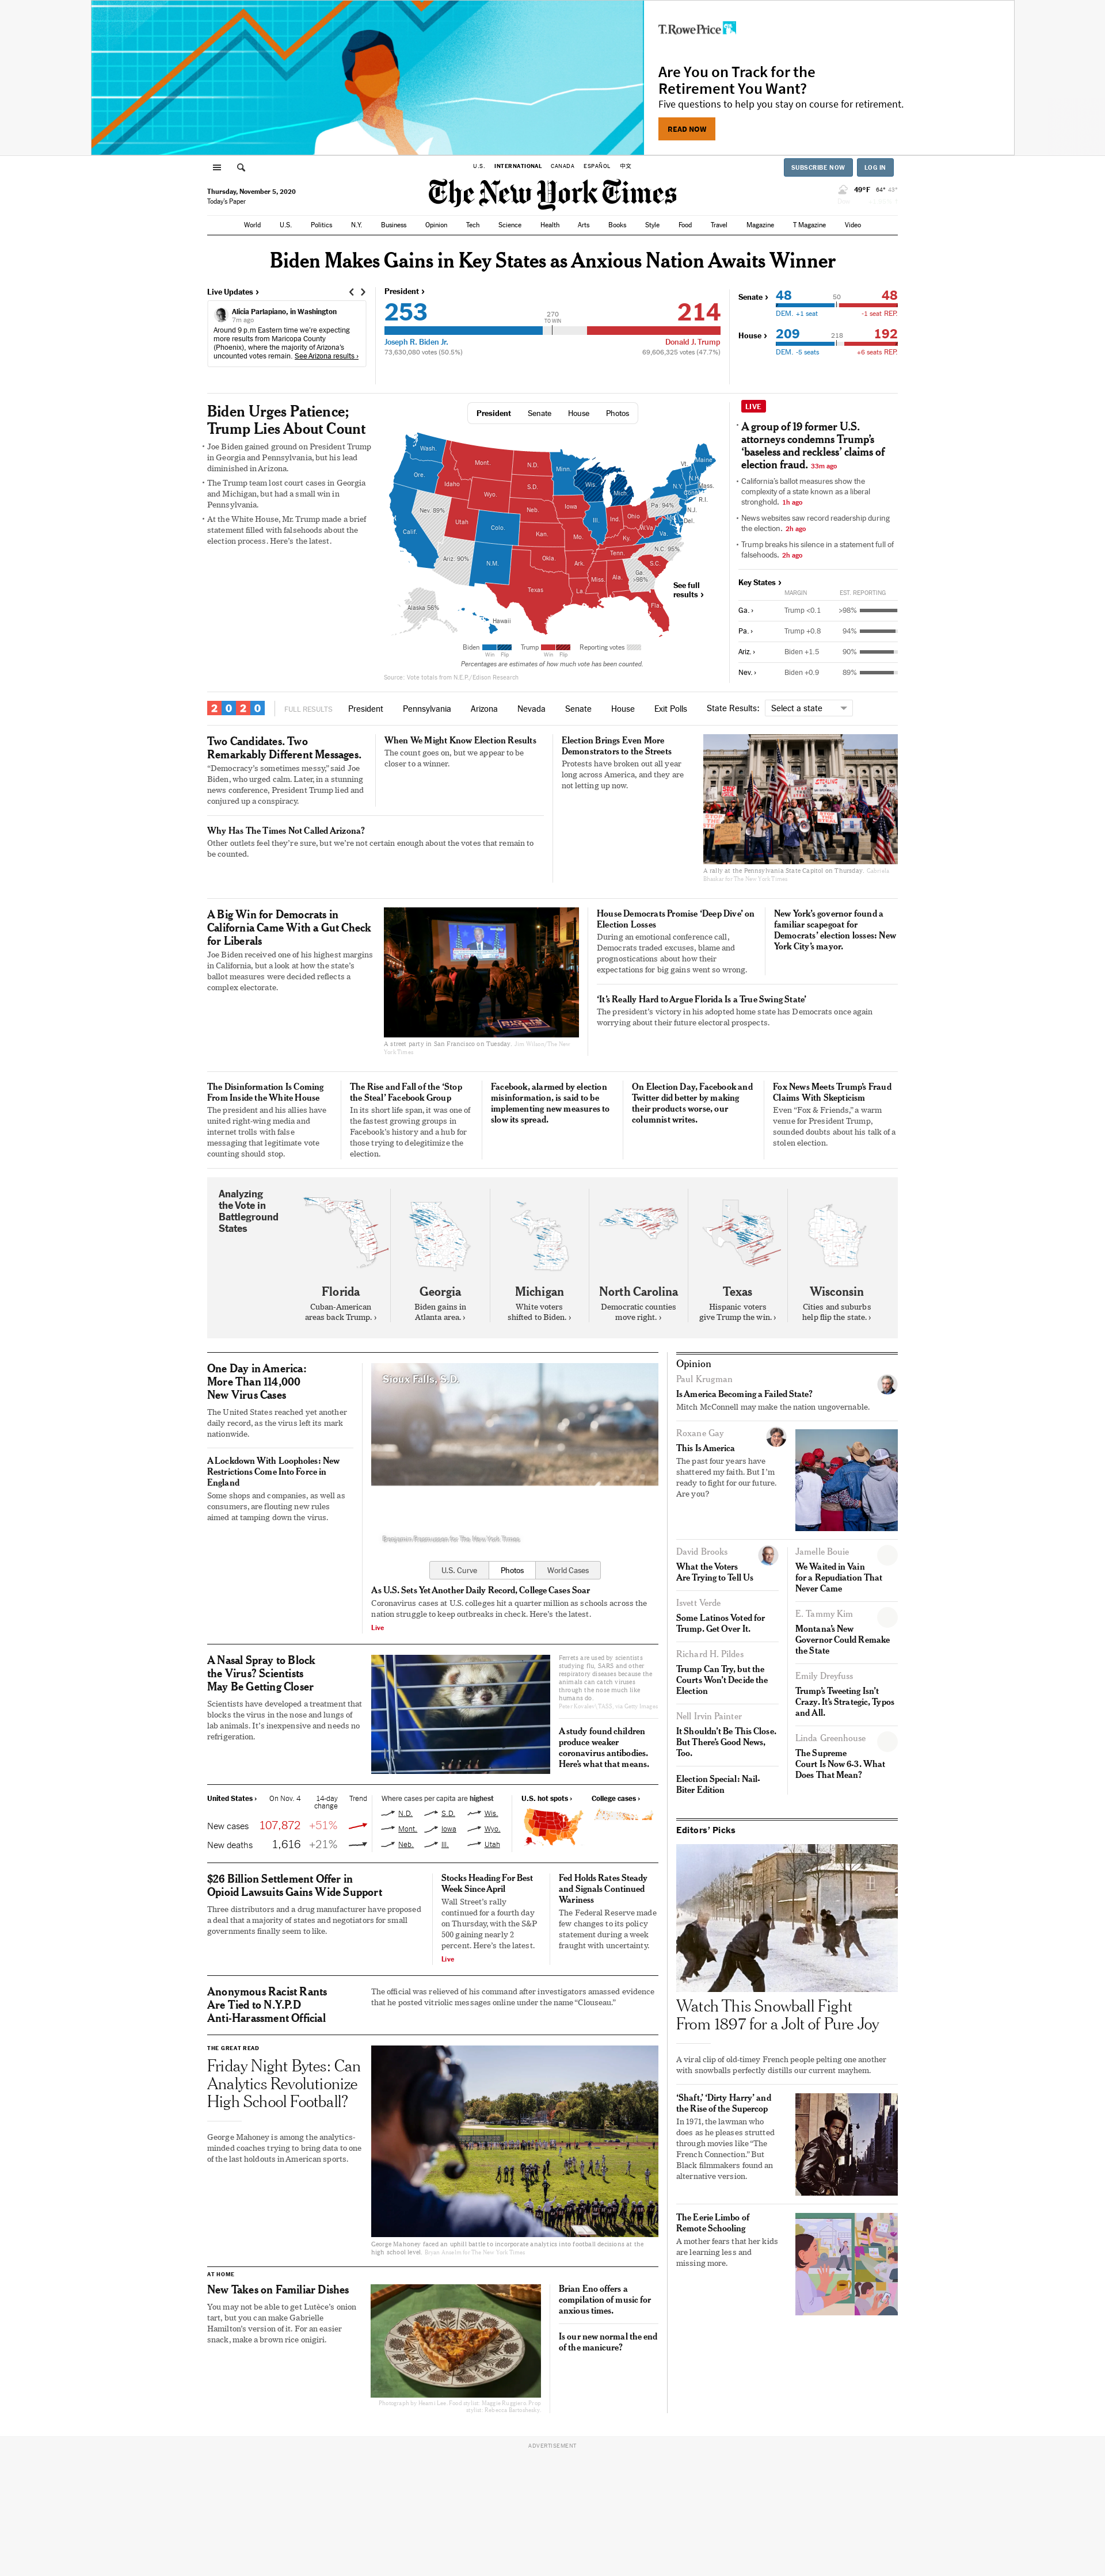 T.RowePrice
Are You on Track for the
Retirement You Want?
Five questions to help you stay on course for retirement.
READ NOW
U.S. INTERNATIONAL CANADA ESPAÑOL 中文
SUBSCRIBE NOW LOG IN
Thursday, November 5, 2020
Today's Paper
The New York Times
49°F 64° 43°
World U.S. Politics N.Y. Business Opinion Tech Science Health Arts Books Style Food Travel Magazine T Magazine Video
Biden Makes Gains in Key States as Anxious Nation Awaits Winner
Live Updates ›
Alicia Parlapiano, in Washington
7m ago
Around 9 p.m Eastern time we're expecting
more results from Maricopa County
(Phoenix), where the majority of Arizona's
uncounted votes remain. See Arizona results ›
President ›
253
270
TO WIN
214
Joseph R. Biden Jr.
Donald J. Trump
73,630,080 votes (50.5%)
69,606,325 votes (47.7%)
Senate › 48 50 48
DEM. +1 seat -1 seat REP.
House › 209 218 192
DEM. -5 seats +6 seats REP.
Biden Urges Patience;
Trump Lies About Count
• Joe Biden gained ground on President Trump
in Georgia and Pennsylvania, but his lead
diminished in Arizona.
• The Trump team lost court cases in Georgia
and Michigan, but had a small win in
Pennsylvania.
• At the White House, Mr. Trump made a brief
statement filled with falsehoods about the
election process. Here's the latest.
President Senate House Photos
Wash.
Ore.
Calif.
Nev. 89%
Idaho
Mont.
Wyo.
Utah
Ariz. 90%
Colo.
N.M.
N.D.
S.D.
Neb.
Kan.
Okla.
Texas
Minn.
Iowa
Mo.
Ark.
La.
Wis.
Ill.
Mich.
Ind.
Ohio
Ky.
Tenn.
Miss.
Ala.
Ga.
>98%
Fla.
S.C.
N.C. 95%
Va.
W.Va.
Pa. 94%
N.Y.
Vt.
N.H.
Maine
Mass.
R.I.
Conn.
N.J.
Del.
Alaska 56%
Hawaii
See full
results ›
Biden Trump Reporting votes
Win Flip Win Flip
Percentages are estimates of how much vote has been counted.
Source: Vote totals from N.E.P./Edison Research
LIVE
• A group of 19 former U.S.
attorneys condemns Trump's
'baseless and reckless' claims of
election fraud. 33m ago
• California's ballot measures show the
complexity of a state known as a liberal
stronghold. 1h ago
• News websites saw record readership during
the election. 2h ago
• Trump breaks his silence in a statement full of
falsehoods. 2h ago
Key States ›
MARGIN EST. REPORTING
Ga. › Trump <0.1 >98%
Pa. › Trump +0.8 94%
Ariz. › Biden +1.5 90%
Nev. › Biden +0.9 89%
2020 FULL RESULTS President Pennsylvania Arizona Nevada Senate House Exit Polls State Results: Select a state
Two Candidates. Two
Remarkably Different Messages.
"Democracy's sometimes messy," said Joe
Biden, who urged calm. Later, in a stunning
news conference, President Trump lied and
conjured up a conspiracy.
When We Might Know Election Results
The count goes on, but we appear to be
closer to a winner.
Why Has The Times Not Called Arizona?
Other outlets feel they're sure, but we're not certain enough about the votes that remain to
be counted.
Election Brings Even More
Demonstrators to the Streets
Protests have broken out all year
long across America, and they are
not letting up now.
A rally at the Pennsylvania State Capitol on Thursday. Gabriela
Bhaskar for The New York Times
A Big Win for Democrats in
California Came With a Gut Check
for Liberals
Joe Biden received one of his highest margins
in California, but a look at how the state's
ballot measures were decided reflects a
complex electorate.
A street party in San Francisco on Tuesday. Jim Wilson/The New
York Times
House Democrats Promise 'Deep Dive' on
Election Losses
During an emotional conference call,
Democrats traded excuses, blame and
prognostications about how their
expectations for big gains went so wrong.
New York's governor found a
familiar scapegoat for
Democrats' election losses: New
York City's mayor.
'It's Really Hard to Argue Florida Is a True Swing State'
The president's victory in his adopted home state has Democrats once again
worrying about their future electoral prospects.
The Disinformation Is Coming
From Inside the White House
The president and his allies have
united right-wing media and
internet trolls with false
messaging that legitimate vote
counting should stop.
The Rise and Fall of the 'Stop
the Steal' Facebook Group
In its short life span, it was one of
the fastest growing groups in
Facebook's history and a hub for
those trying to delegitimize the
election.
Facebook, alarmed by election
misinformation, is said to be
implementing new measures to
slow its spread.
On Election Day, Facebook and
Twitter did better by making
their products worse, our
columnist writes.
Fox News Meets Trump's Fraud
Claims With Skepticism
Even "Fox & Friends," a warm
venue for President Trump,
sounded doubts about his talk of a
stolen election.
Analyzing
the Vote in
Battleground
States
Florida
Cuban-American
areas back Trump. ›
Georgia
Biden gains in
Atlanta area. ›
Michigan
White voters
shifted to Biden. ›
North Carolina
Democratic counties
move right. ›
Texas
Hispanic voters
give Trump the win. ›
Wisconsin
Cities and suburbs
help flip the state. ›
One Day in America:
More Than 114,000
New Virus Cases
The United States reached yet another
daily record, as the virus left its mark
nationwide.
A Lockdown With Loopholes: New
Restrictions Come Into Force in
England
Some shops and companies, as well as
consumers, are flouting new rules
aimed at tamping down the virus.
Sioux Falls, S.D.
Benjamin Rasmussen for The New York Times
U.S. Curve Photos World Cases
As U.S. Sets Yet Another Daily Record, College Cases Soar
Coronavirus cases at U.S. colleges hit a quarter million as schools across the
nation struggle to keep outbreaks in check. Here's the latest.
Live
A Nasal Spray to Block
the Virus? Scientists
May Be Getting Closer
Scientists have developed a treatment that
blocks the virus in the nose and lungs of
lab animals. It's inexpensive and needs no
refrigeration.
Ferrets are used by scientists
studying flu, SARS and other
respiratory diseases because the
animals can catch viruses
through the nose much like
humans do.
Peter Kovalev\TASS, via Getty Images
A study found children
produce weaker
coronavirus antibodies.
Here's what that means.
United States › On Nov. 4 14-day
change Trend
New cases 107,872 +51%
New deaths 1,616 +21%
Where cases per capita are highest
N.D. S.D. Wis.
Mont. Iowa Wyo.
Neb. Ill. Utah
U.S. hot spots › College cases ›
$26 Billion Settlement Offer in
Opioid Lawsuits Gains Wide Support
Three distributors and a drug manufacturer have proposed
a deal that a majority of states and negotiators for small
governments finally seem to like.
Stocks Heading For Best
Week Since April
Wall Street's rally
continued for a fourth day
on Thursday, with the S&P
500 gaining nearly 2
percent. Here's the latest.
Live
Fed Holds Rates Steady
and Signals Continued
Wariness
The Federal Reserve made
few changes to its policy
statement during a week
fraught with uncertainty.
Anonymous Racist Rants
Are Tied to N.Y.P.D
Anti-Harassment Official
The official was relieved of his command after investigators amassed evidence
that he posted vitriolic messages online under the name "Clouseau."
THE GREAT READ
Friday Night Bytes: Can
Analytics Revolutionize
High School Football?
George Mahoney is among the analytics-
minded coaches trying to bring data to one
of the last holdouts in American sports.
George Mahoney faced an uphill battle to incorporate analytics into football decisions at the
high school level. Bryan Anselm for The New York Times
AT HOME
New Takes on Familiar Dishes
You may not be able to get Lutèce's onion
tart, but you can make Gabrielle
Hamilton's version of it. For an easier
snack, make a brown rice onigiri.
Photograph by Heami Lee. Food stylist: Maggie Ruggiero. Prop
stylist: Rebecca Bartoshesky.
Brian Eno offers a
compilation of music for
anxious times.
Is our new normal the end
of the manicure?
Opinion
Paul Krugman
Is America Becoming a Failed State?
Mitch McConnell may make the nation ungovernable.
Roxane Gay
This Is America
The past four years have
shattered my faith. But I'm
ready to fight for our future.
Are you?
David Brooks
What the Voters
Are Trying to Tell Us
Isvett Verde
Some Latinos Voted for
Trump. Get Over It.
Richard H. Pildes
Trump Can Try, but the
Courts Won't Decide the
Election
Nell Irvin Painter
It Shouldn't Be This Close.
But There's Good News,
Too.
Election Special: Nail-
Biter Edition
Jamelle Bouie
We Waited in Vain
for a Repudiation That
Never Came
E. Tammy Kim
Montana's New
Governor Could Remake
the State
Emily Dreyfuss
Trump's Tweeting Isn't
Crazy. It's Strategic, Typos
and All.
Linda Greenhouse
The Supreme
Court Is Now 6-3. What
Does That Mean?
Editors' Picks
Watch This Snowball Fight
From 1897 for a Jolt of Pure Joy
A viral clip of old-timey French people pelting one another
with snowballs perfectly distills our current mayhem.
'Shaft,' 'Dirty Harry' and
the Rise of the Supercop
In 1971, the lawman who
does as he pleases strutted
through movies like "The
French Connection." But
Black filmmakers found an
alternative version.
The Eerie Limbo of
Remote Schooling
A mother fears that her kids
are learning less and
missing more.
ADVERTISEMENT